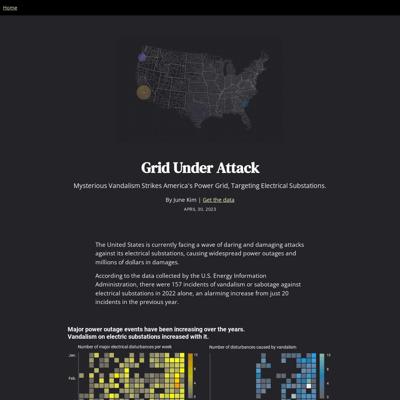 Home
Grid Under Attack
Mysterious Vandalism Strikes America's Power Grid, Targeting Electrical Substations.
By June Kim | Get the data
APRIL 30, 2023
The United States is currently facing a wave of daring and damaging attacks
against its electrical substations, causing widespread power outages and
millions of dollars in damages.
According to the data collected by the U.S. Energy Information
Administration, there were 157 incidents of vandalism or sabotage against
electrical substations in 2022 alone, an alarming increase from just 20
incidents in the previous year.
Major power outage events have been increasing over the years.
Vandalism on electric substations increased with it.
Number of major electrical disturbances per week
Number of disturbances caused by vandalism
Jan.
Feb.